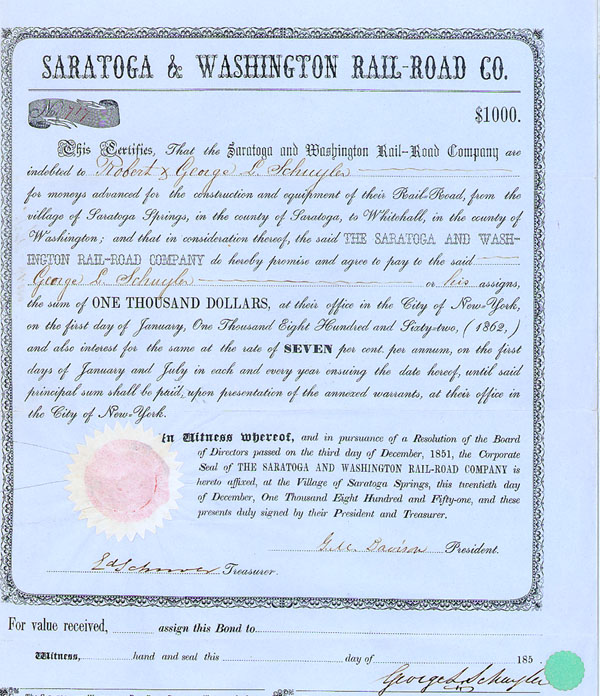 SARATOGA & WASHINGTON RAIL-ROAD CO.
No.
$1000.
This Certifies, That the Saratoga and Washington Rail-Road Company are
indebted to Robert & George L. Schuyler
for moneys advanced for the construction and equipment of their Rail-Road, from the
village of Saratoga Springs, in the county of Saratoga, to Whitehall, in the county of
Washington; and that in consideration thereof, the said THE SARATOGA AND WASH-
INGTON RAIL-ROAD COMPANY do hereby promise and agree to pay to the said
George L. Schuyler or his assigns,
the sum of ONE THOUSAND DOLLARS, at their office in the City of New-York,
on the first day of January, One Thousand Eight Hundred and Sixty-two, (1862,)
and also interest for the same at the rate of SEVEN per cent. per annum, on the first
days of January and July in each and every year ensuing the date hereof, until said
principal sum shall be paid, upon presentation of the annexed warrants, at their office in
the City of New-York.
in Witness whereof, and in pursuance of a Resolution of the Board
of Directors passed on the third day of December, 1851, the Corporate
Seal of THE SARATOGA AND WASHINGTON RAIL-ROAD COMPANY is
hereto affixed, at the Village of Saratoga Springs, this twentieth day
of December, One Thousand Eight Hundred and Fifty-one, and these
presents duly signed by their President and Treasurer.
G.M. Davison President.
Treasurer.
For value received, assign this Bond to
Witness, hand and seal this day of 185
George L Schuyler